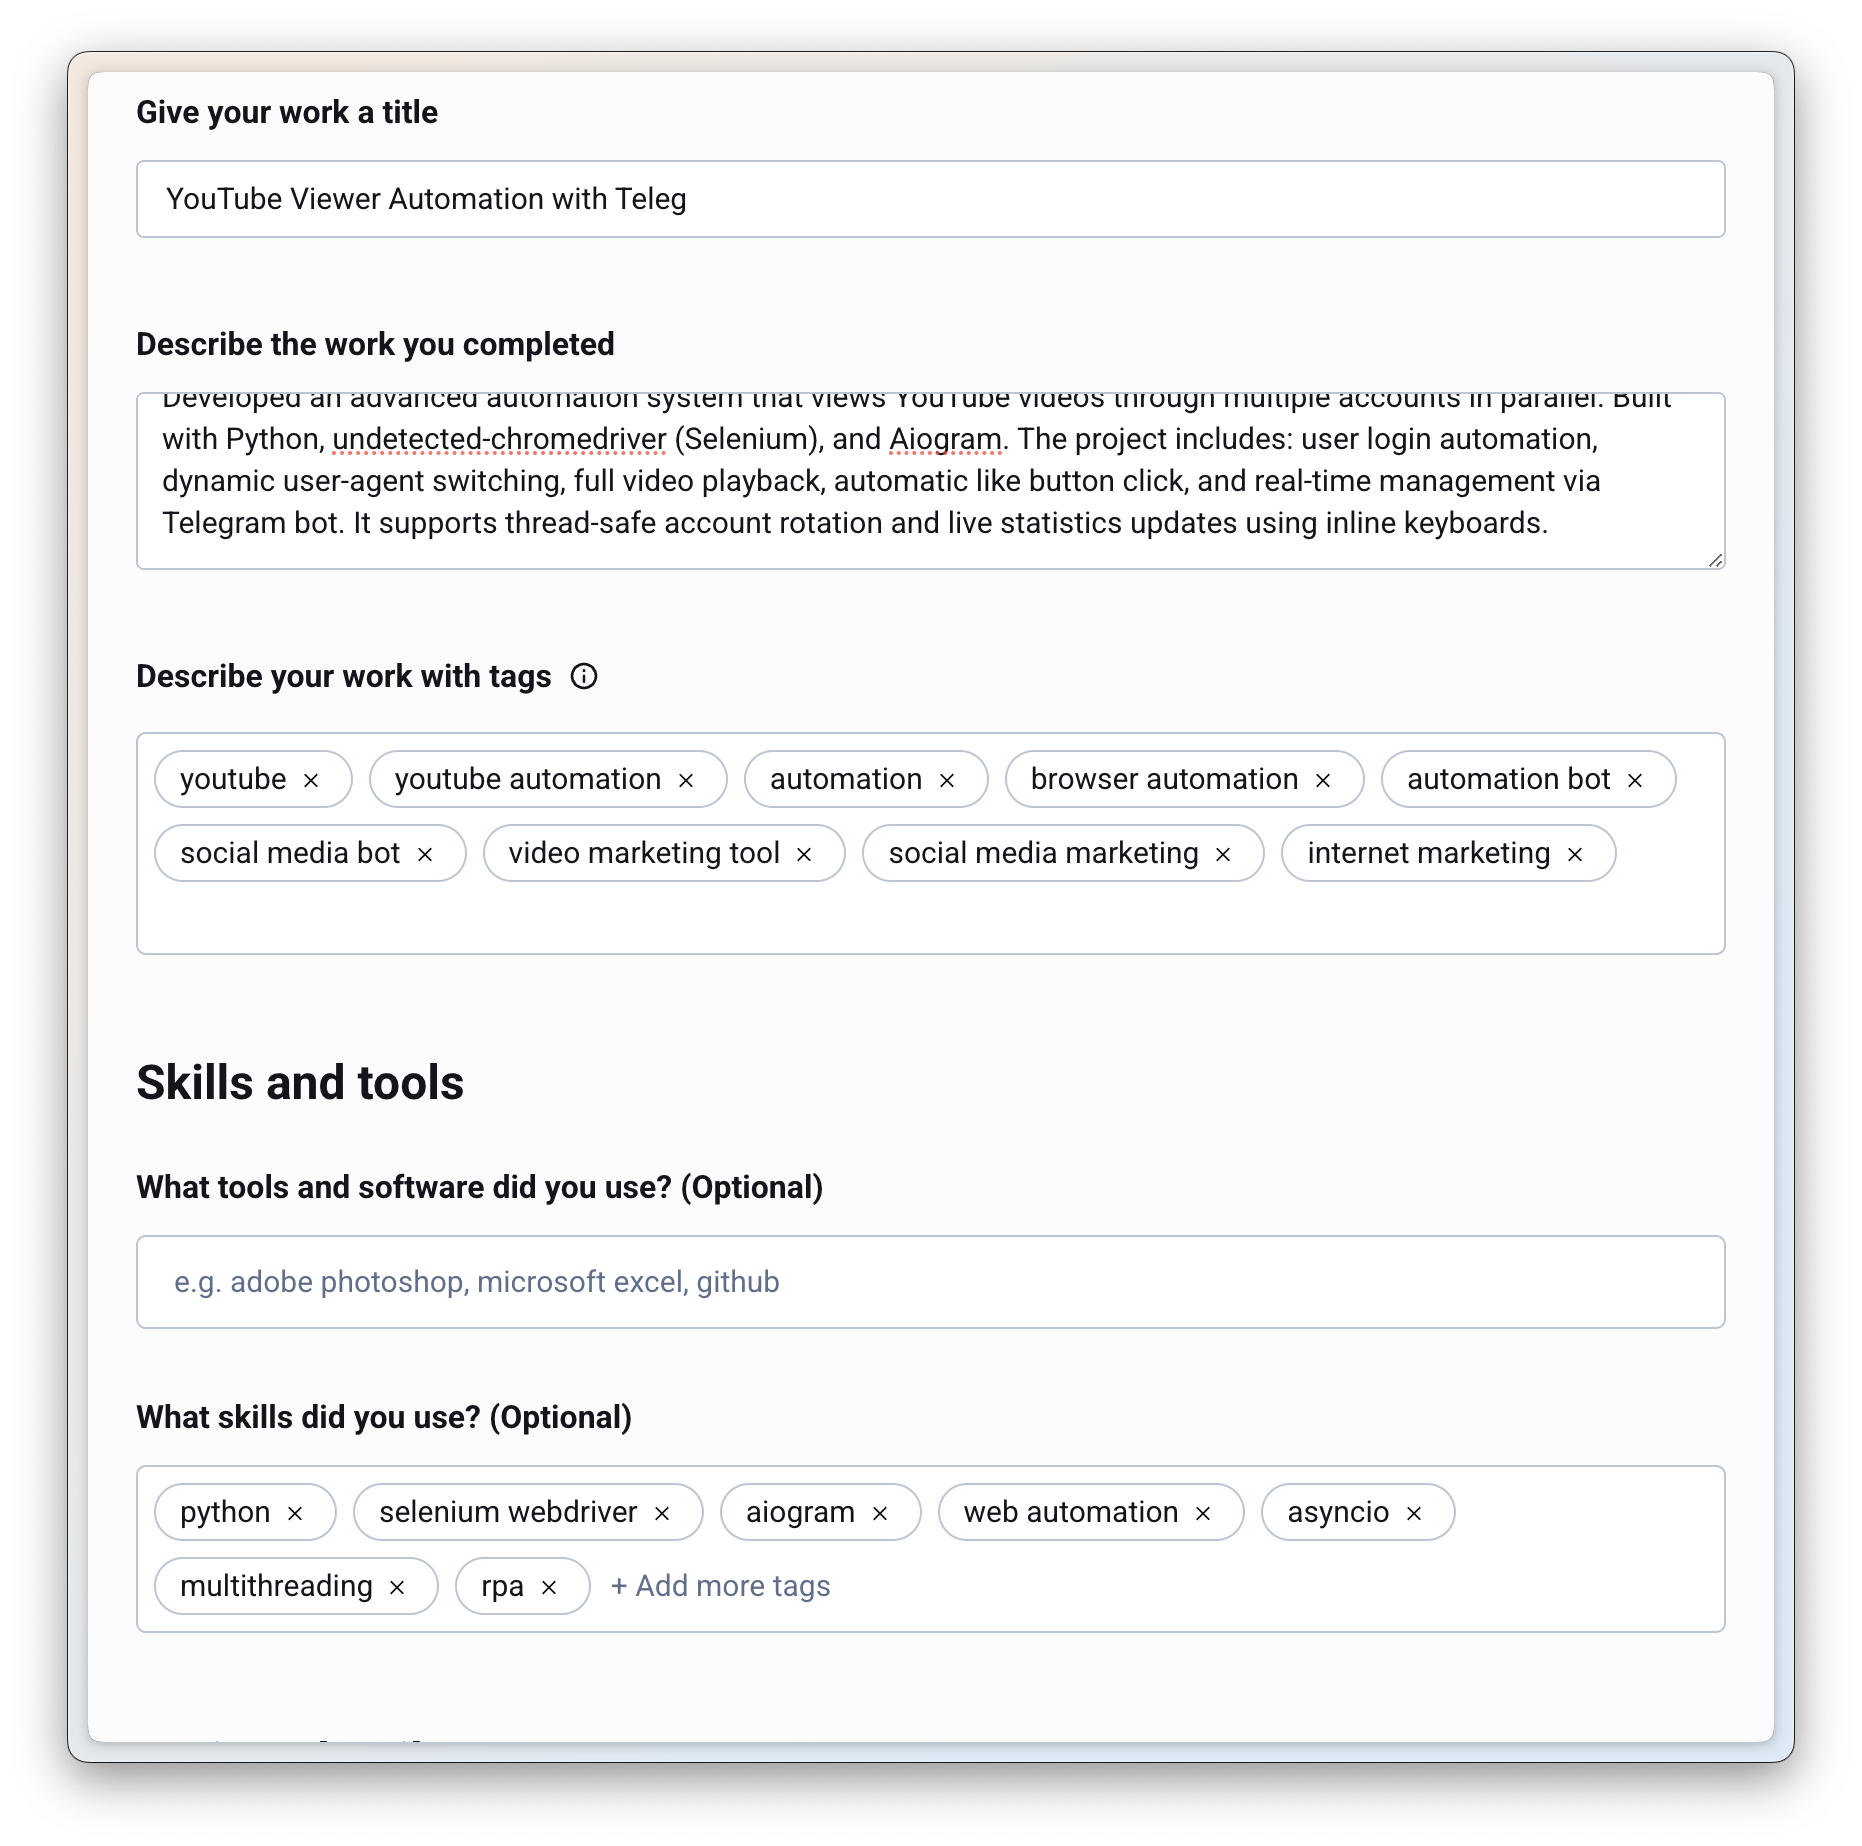 Give your work a title
YouTube Viewer Automation with Teleg
Describe the work you completed
Developed an advanced automation system that views YouTube videos through multiple accounts in parallel. Built
with Python, undetected-chromedriver (Selenium), and Aiogram. The project includes: user login automation,
dynamic user-agent switching, full video playback, automatic like button click, and real-time management via
Telegram bot. It supports thread-safe account rotation and live statistics updates using inline keyboards.
Describe your work with tags
youtube × youtube automation × automation × browser automation × automation bot ×
social media bot × video marketing tool × social media marketing × internet marketing ×
Skills and tools
What tools and software did you use? (Optional)
e.g. adobe photoshop, microsoft excel, github
What skills did you use? (Optional)
python × selenium webdriver × aiogram × web automation × asyncio ×
multithreading × rpa × + Add more tags